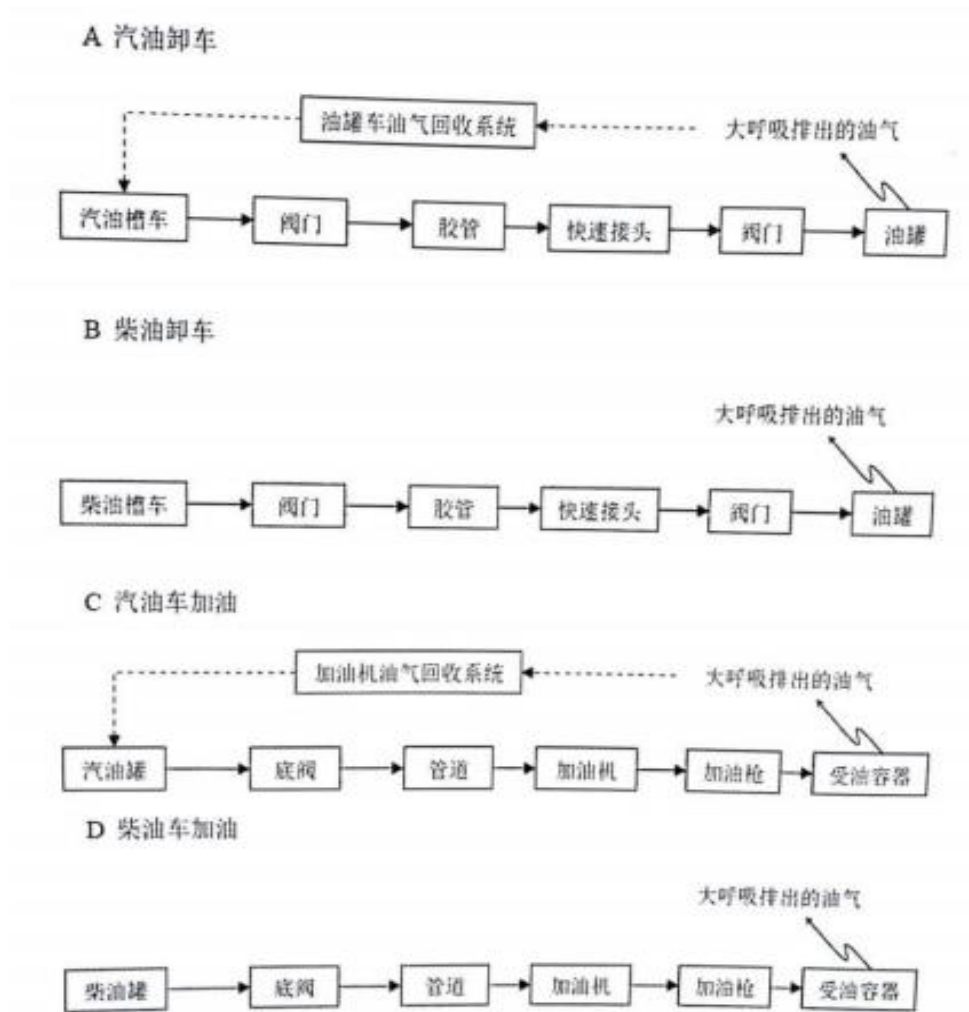 A 汽油卸车
油罐车油气回收系统 大呼吸排出的油气
汽油槽车 阀门 胶管 快速接头 阀门 油罐
B 柴油卸车
大呼吸排出的油气
柴油槽车 阀门 胶管 快速接头 阀门 油罐
C 汽油车加油
加油机油气回收系统 大呼吸排出的油气
汽油罐 底阀 管道 加油机 加油枪 受油容器
D 柴油车加油
大呼吸排出的油气
柴油罐 底阀 管道 加油机 加油枪 受油容器